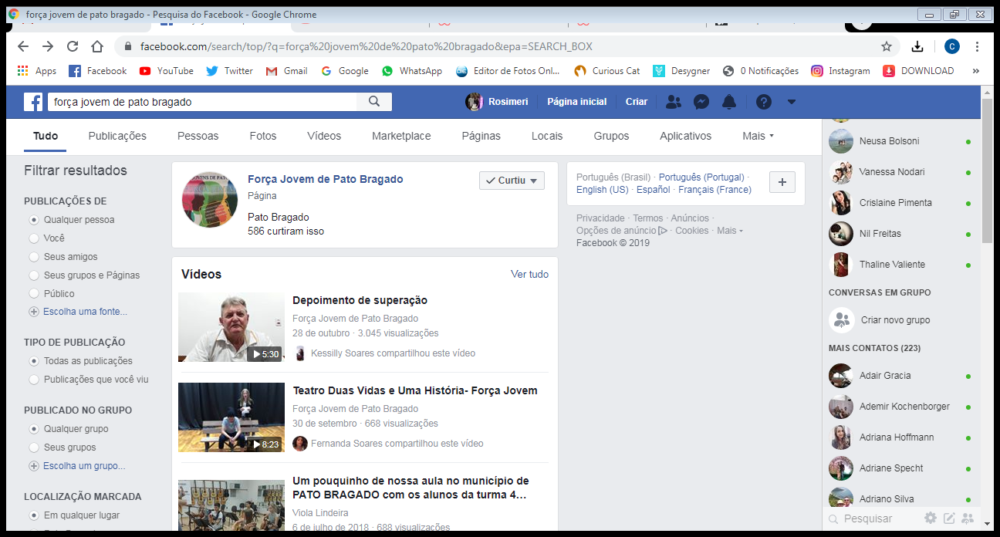 força jovem de pato bragado - Pesquisa do Facebook - Google Chrome
facebook.com/search/top/?q=força%20jovem%20de%20pato%20bragado&epa=SEARCH_BOX
C
Apps Facebook YouTube Twitter Gmail Google WhatsApp Editor de Fotos Onl... Curious Cat Desygner 0 Notificações Instagram DOWNLOAD »
força jovem de pato bragado
Rosimeri Página inicial Criar
Tudo Publicações Pessoas Fotos Vídeos Marketplace Páginas Locais Grupos Aplicativos Mais
Filtrar resultados
PUBLICAÇÕES DE
Qualquer pessoa
Você
Seus amigos
Seus grupos e Páginas
Público
Escolha uma fonte...
TIPO DE PUBLICAÇÃO
Todas as publicações
Publicações que você viu
PUBLICADO NO GRUPO
Qualquer grupo
Seus grupos
Escolha um grupo...
LOCALIZAÇÃO MARCADA
Em qualquer lugar
Força Jovem de Pato Bragado
Página
Pato Bragado
586 curtiram isso
Curtiu
Vídeos
Ver tudo
5:30
Depoimento de superação
Força Jovem de Pato Bragado
28 de outubro · 3.045 visualizações
Kessilly Soares compartilhou este vídeo
8:23
Teatro Duas Vidas e Uma História- Força Jovem
Força Jovem de Pato Bragado
30 de setembro · 668 visualizações
Fernanda Soares compartilhou este vídeo
Um pouquinho de nossa aula no município de
PATO BRAGADO com os alunos da turma 4...
Viola Lindeira
6 de julho de 2018 · 688 visualizações
Português (Brasil) · Português (Portugal) ·
English (US) · Español · Français (France)
Privacidade · Termos · Anúncios ·
Opções de anúncio · Cookies · Mais
Facebook © 2019
Neusa Bolsoni
Vanessa Nodari
Crislaine Pimenta
Nil Freitas
Thaline Valiente
CONVERSAS EM GRUPO
Criar novo grupo
MAIS CONTATOS (223)
Adair Gracia
Ademir Kochenborger
Adriana Hoffmann
Adriane Specht
Adriano Silva
Pesquisar